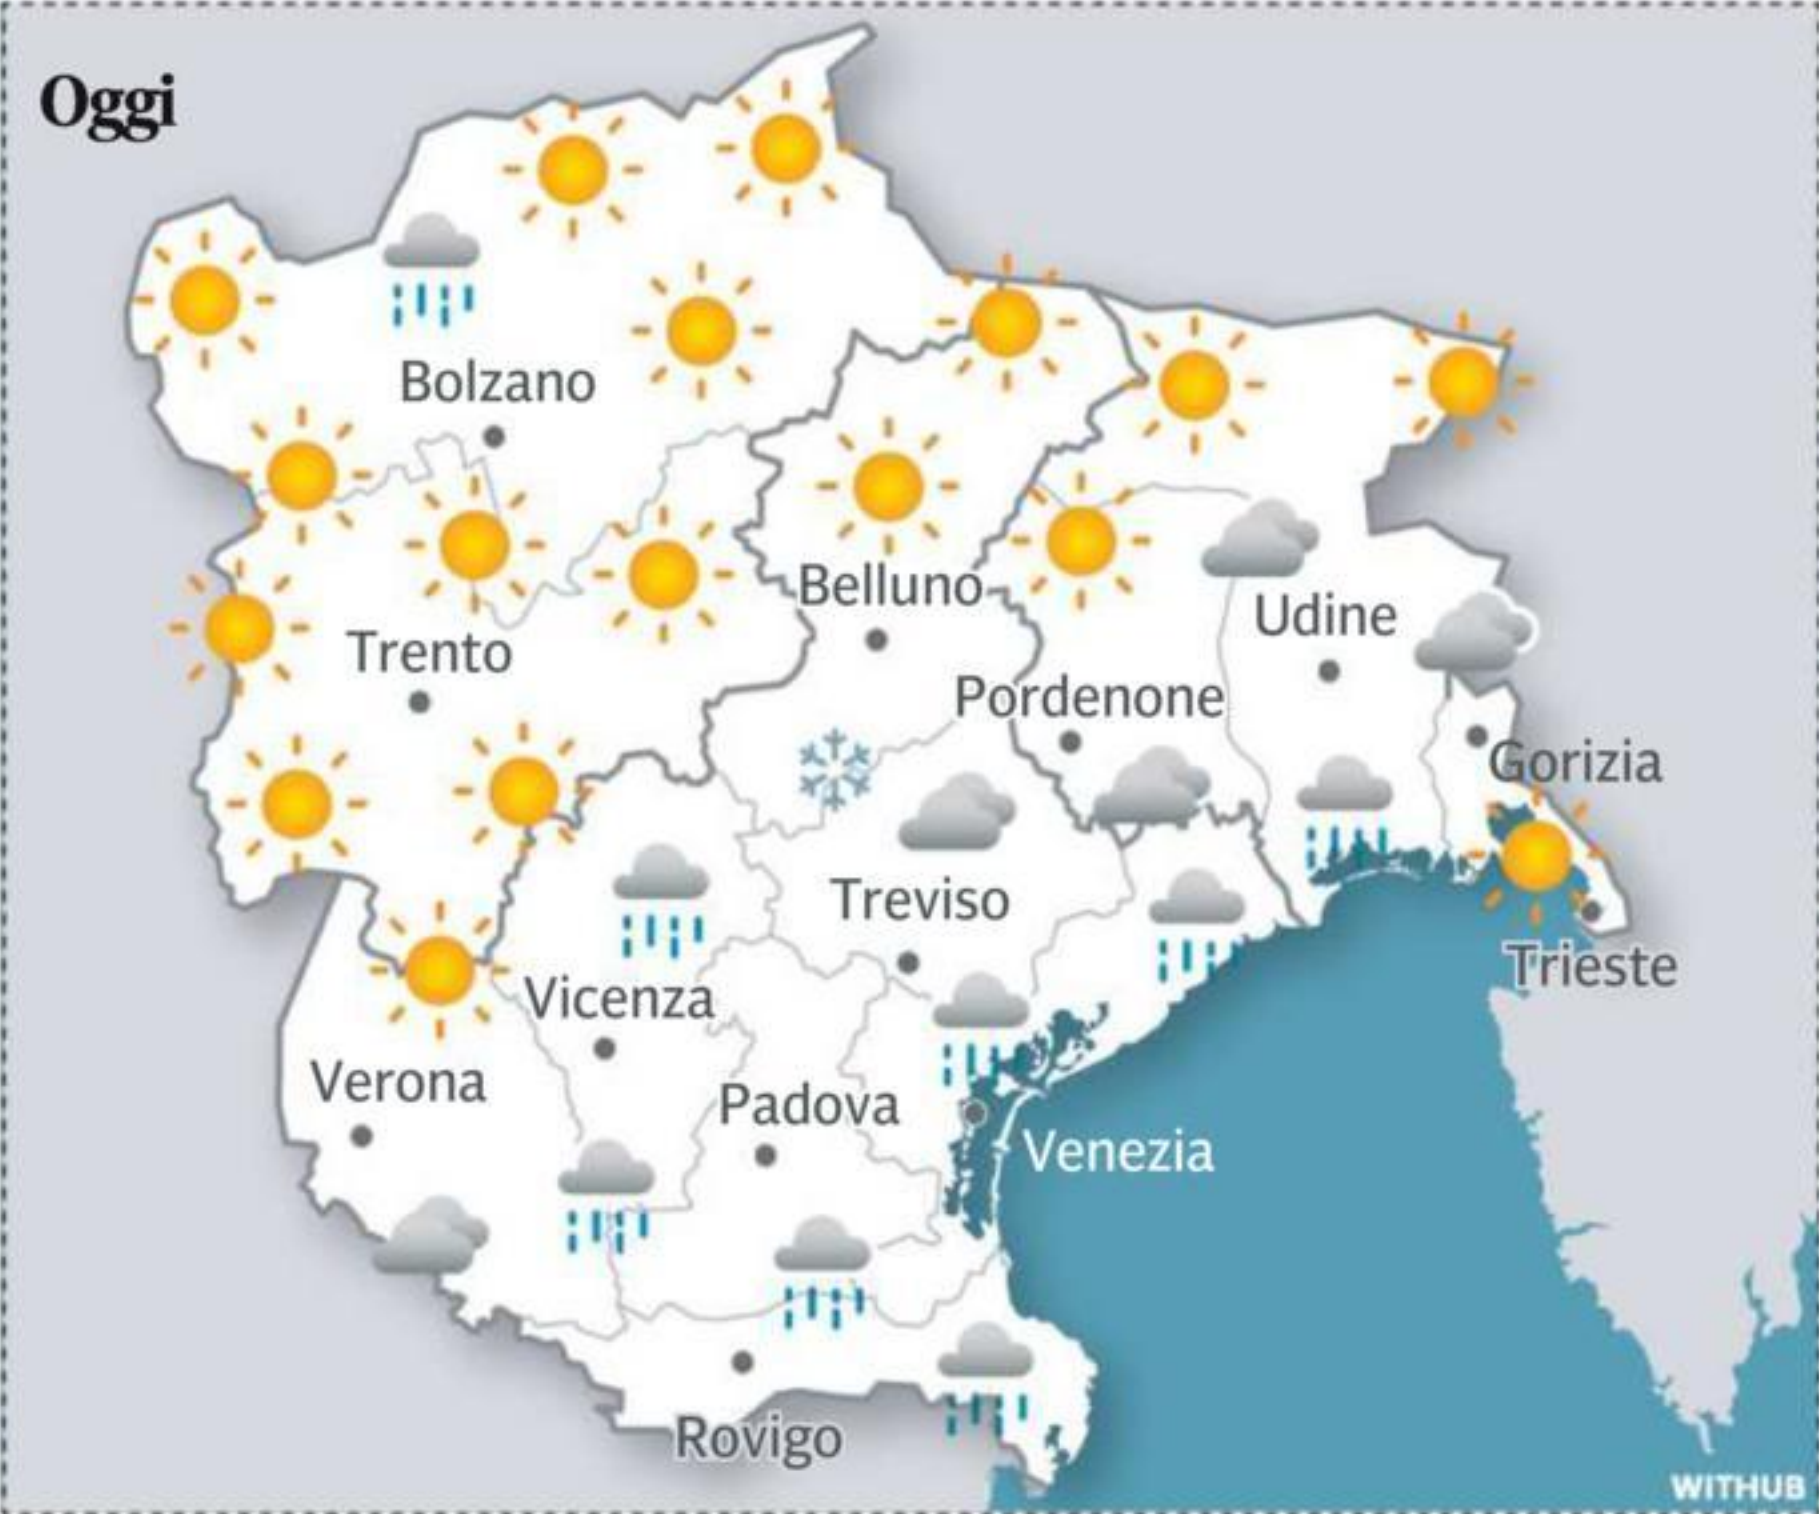 Oggi
Bolzano
Belluno
Udine
Trento
Pordenone
Gorizia
Treviso
Trieste
Vicenza
Verona
Padova
Venezia
Rovigo
WITHUB